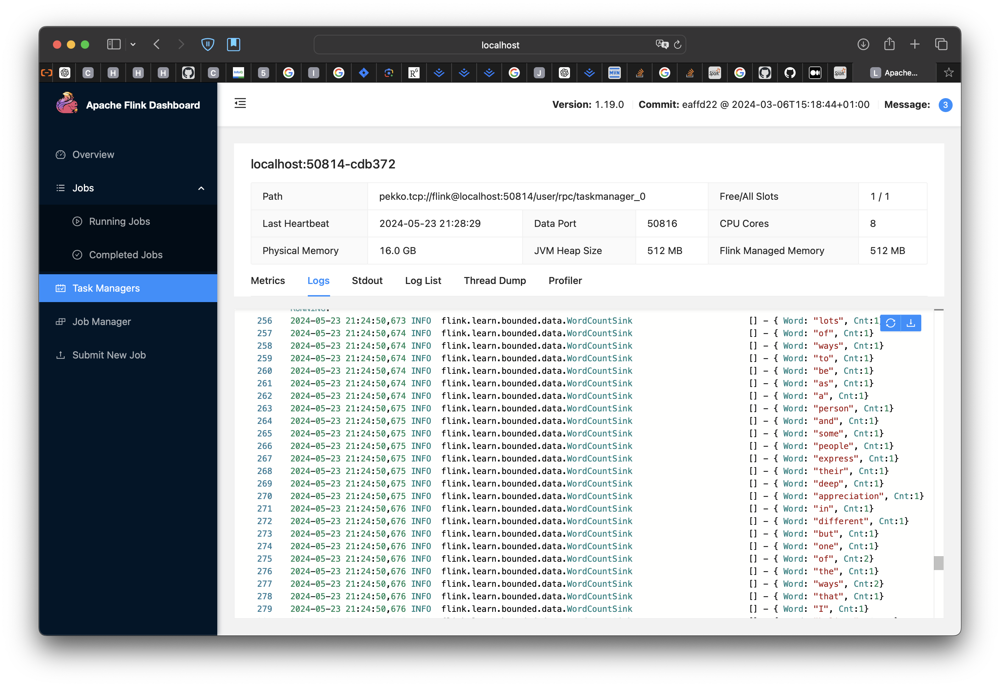 localhost
C
H
H
H
C
InfoQ
5
I
RG
J
MVN
Spark
Spark
L Apache...
Apache Flink Dashboard
Version: 1.19.0 Commit: eaffd22 @ 2024-03-06T15:18:44+01:00 Message: 3
Overview
Jobs
Running Jobs
Completed Jobs
Task Managers
Job Manager
Submit New Job
localhost:50814-cdb372
Path pekko.tcp://flink@localhost:50814/user/rpc/taskmanager_0 Free/All Slots 1 / 1
Last Heartbeat 2024-05-23 21:28:29 Data Port 50816 CPU Cores 8
Physical Memory 16.0 GB JVM Heap Size 512 MB Flink Managed Memory 512 MB
Metrics Logs Stdout Log List Thread Dump Profiler
RUNNING.
256 2024-05-23 21:24:50,673 INFO flink.learn.bounded.data.WordCountSink [] - { Word: "lots", Cnt:1
257 2024-05-23 21:24:50,674 INFO flink.learn.bounded.data.WordCountSink [] - { Word: "of", Cnt:1}
258 2024-05-23 21:24:50,674 INFO flink.learn.bounded.data.WordCountSink [] - { Word: "ways", Cnt:1}
259 2024-05-23 21:24:50,674 INFO flink.learn.bounded.data.WordCountSink [] - { Word: "to", Cnt:1}
260 2024-05-23 21:24:50,674 INFO flink.learn.bounded.data.WordCountSink [] - { Word: "be", Cnt:1}
261 2024-05-23 21:24:50,674 INFO flink.learn.bounded.data.WordCountSink [] - { Word: "as", Cnt:1}
262 2024-05-23 21:24:50,674 INFO flink.learn.bounded.data.WordCountSink [] - { Word: "a", Cnt:1}
263 2024-05-23 21:24:50,675 INFO flink.learn.bounded.data.WordCountSink [] - { Word: "person", Cnt:1}
264 2024-05-23 21:24:50,675 INFO flink.learn.bounded.data.WordCountSink [] - { Word: "and", Cnt:1}
265 2024-05-23 21:24:50,675 INFO flink.learn.bounded.data.WordCountSink [] - { Word: "some", Cnt:1}
266 2024-05-23 21:24:50,675 INFO flink.learn.bounded.data.WordCountSink [] - { Word: "people", Cnt:1}
267 2024-05-23 21:24:50,675 INFO flink.learn.bounded.data.WordCountSink [] - { Word: "express", Cnt:1}
268 2024-05-23 21:24:50,675 INFO flink.learn.bounded.data.WordCountSink [] - { Word: "their", Cnt:1}
269 2024-05-23 21:24:50,675 INFO flink.learn.bounded.data.WordCountSink [] - { Word: "deep", Cnt:1}
270 2024-05-23 21:24:50,675 INFO flink.learn.bounded.data.WordCountSink [] - { Word: "appreciation", Cnt:1}
271 2024-05-23 21:24:50,676 INFO flink.learn.bounded.data.WordCountSink [] - { Word: "in", Cnt:1}
272 2024-05-23 21:24:50,676 INFO flink.learn.bounded.data.WordCountSink [] - { Word: "different", Cnt:1}
273 2024-05-23 21:24:50,676 INFO flink.learn.bounded.data.WordCountSink [] - { Word: "but", Cnt:1}
274 2024-05-23 21:24:50,676 INFO flink.learn.bounded.data.WordCountSink [] - { Word: "one", Cnt:1}
275 2024-05-23 21:24:50,676 INFO flink.learn.bounded.data.WordCountSink [] - { Word: "of", Cnt:2}
276 2024-05-23 21:24:50,676 INFO flink.learn.bounded.data.WordCountSink [] - { Word: "the", Cnt:1}
277 2024-05-23 21:24:50,676 INFO flink.learn.bounded.data.WordCountSink [] - { Word: "ways", Cnt:2}
278 2024-05-23 21:24:50,676 INFO flink.learn.bounded.data.WordCountSink [] - { Word: "that", Cnt:1}
279 2024-05-23 21:24:50,676 INFO flink.learn.bounded.data.WordCountSink [] - { Word: "I", Cnt:1}